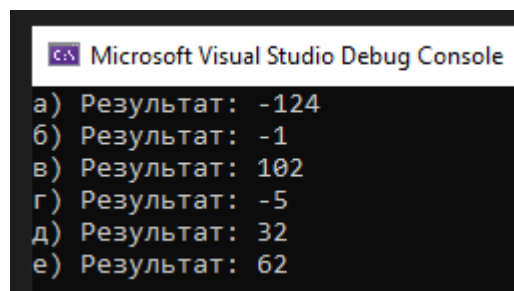 Microsoft Visual Studio Debug Console
а) Результат: -124
б) Результат: -1
в) Результат: 102
г) Результат: -5
д) Результат: 32
е) Результат: 62